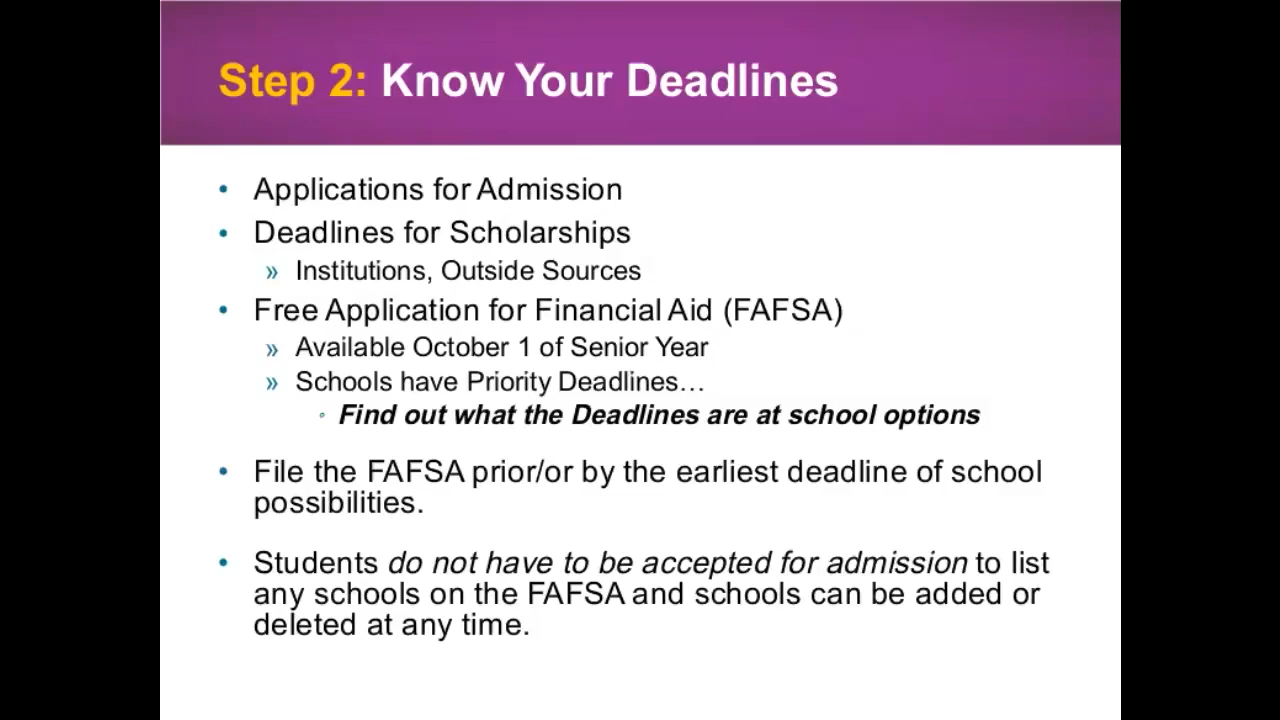 Step 2: Know Your Deadlines
• Applications for Admission
• Deadlines for Scholarships
» Institutions, Outside Sources
• Free Application for Financial Aid (FAFSA)
» Available October 1 of Senior Year
» Schools have Priority Deadlines…
◦ Find out what the Deadlines are at school options
• File the FAFSA prior/or by the earliest deadline of school
possibilities.
• Students do not have to be accepted for admission to list
any schools on the FAFSA and schools can be added or
deleted at any time.